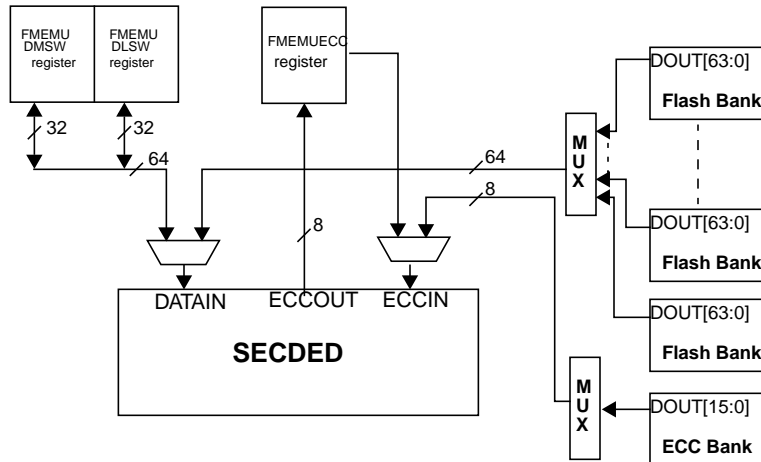 FMEMU
DMSW
register
FMEMU
DLSW
register
FMEMUECC
register
DOUT[63:0]
Flash Bank
32
32
64
64
8
8
MUX
DOUT[63:0]
Flash Bank
DATAIN
ECCOUT
ECCIN
DOUT[63:0]
Flash Bank
SECDED
MUX
DOUT[15:0]
ECC Bank